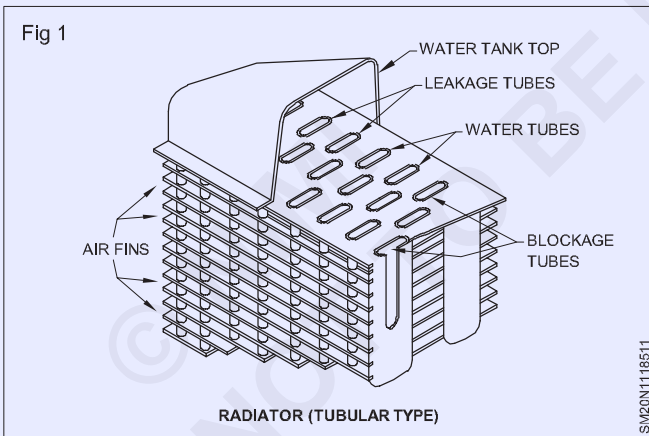 Fig 1
WATER TANK TOP
LEAKAGE TUBES
WATER TUBES
AIR FINS
BLOCKAGE
TUBES
RADIATOR (TUBULAR TYPE)
SM20N1118511